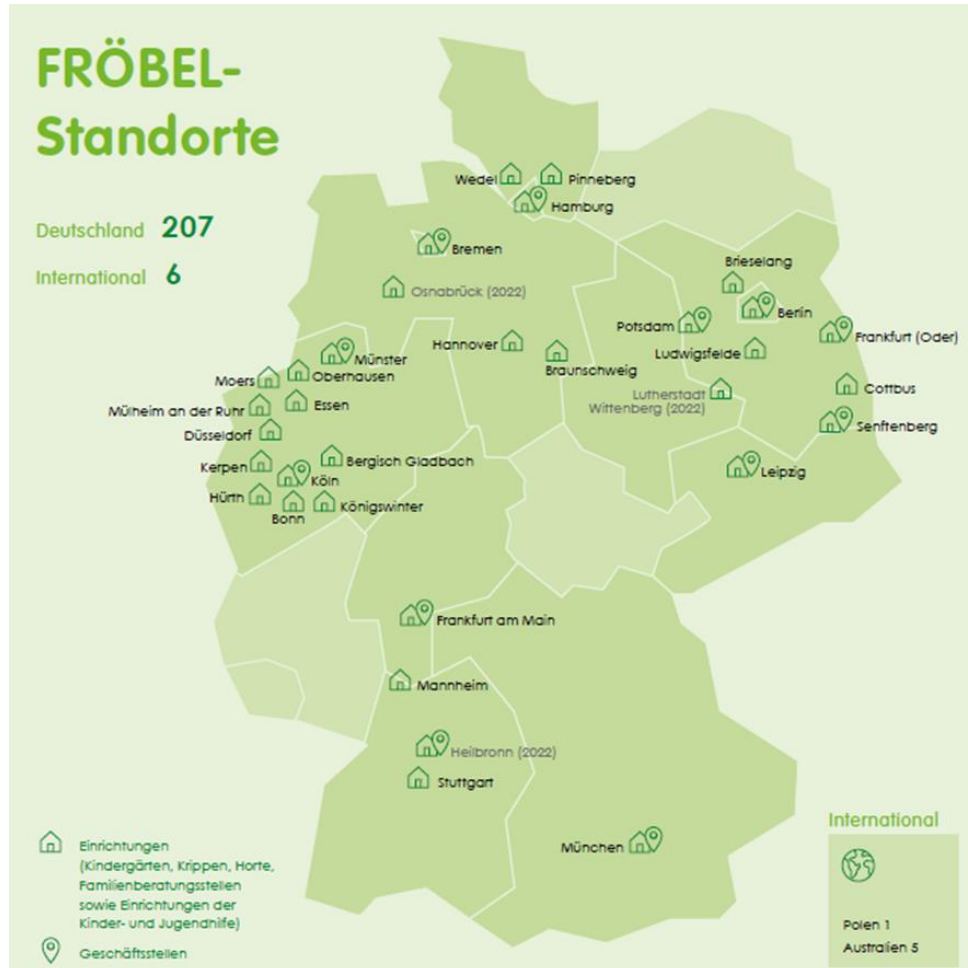 FRÖBEL-
Standorte
Deutschland 207
International 6
Wedel
Pinneberg
Hamburg
Bremen
Osnabrück (2022)
Brieselang
Berlin
Potsdam
Frankfurt (Oder)
Hannover
Braunschweig
Ludwigsfelde
Münster
Oberhausen
Moers
Cottbus
Lutherstadt
Wittenberg (2022)
Essen
Mülheim an der Ruhr
Düsseldorf
Senftenberg
Kerpen
Bergisch Gladbach
Köln
Leipzig
Hürth
Bonn
Königswinter
Frankfurt am Main
Mannheim
Heilbronn (2022)
Stuttgart
München
Einrichtungen
(Kindergärten, Krippen, Horte,
Familienberatungsstellen
sowie Einrichtungen der
Kinder- und Jugendhilfe)
Geschäftsstellen
International
Polen 1
Australien 5